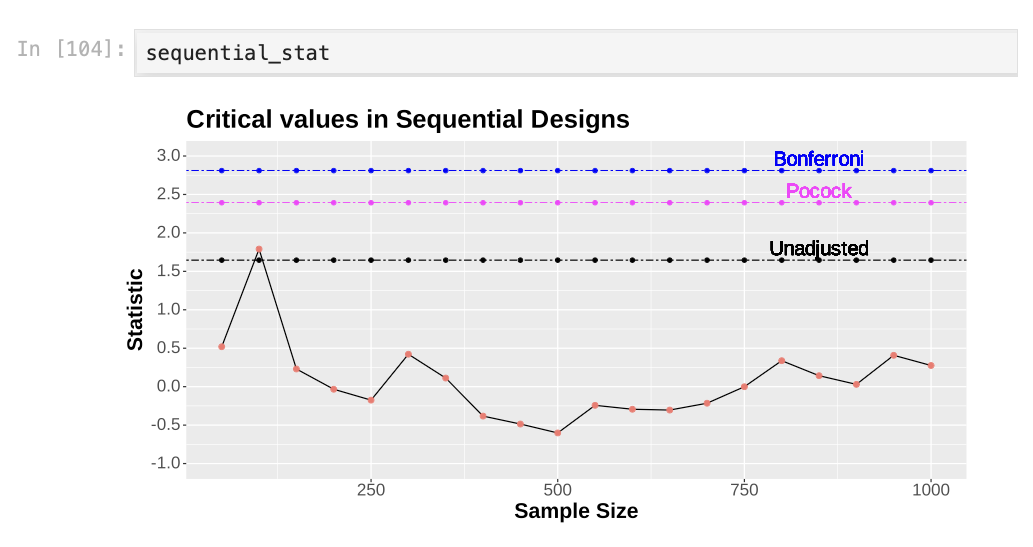 In [104]:
sequential_stat
Critical values in Sequential Designs
3.0
2.5
2.0
1.5
1.0
0.5
0.0
-0.5
-1.0
Statistic
Bonferroni
Pocock
Unadjusted
250
500
750
1000
Sample Size